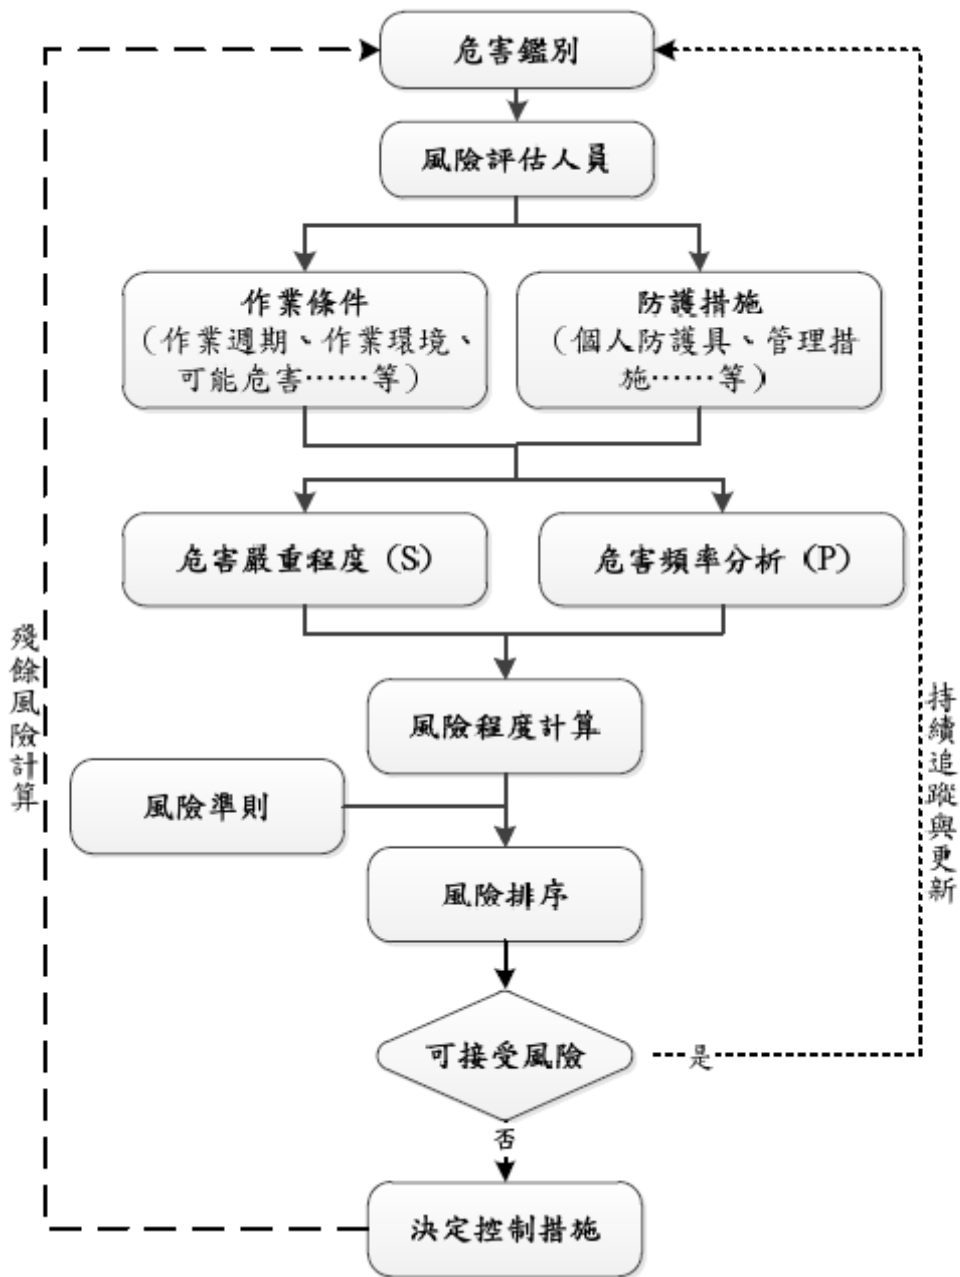 危害鑑別
風險評估人員
作業條件
（作業週期、作業環境、
可能危害……等）
防護措施
（個人防護具、管理措
施……等）
危害嚴重程度（S）
危害頻率分析（P）
風險程度計算
風險準則
風險排序
可接受風險
是
否
決定控制措施
殘餘風險計算
持續追蹤與更新